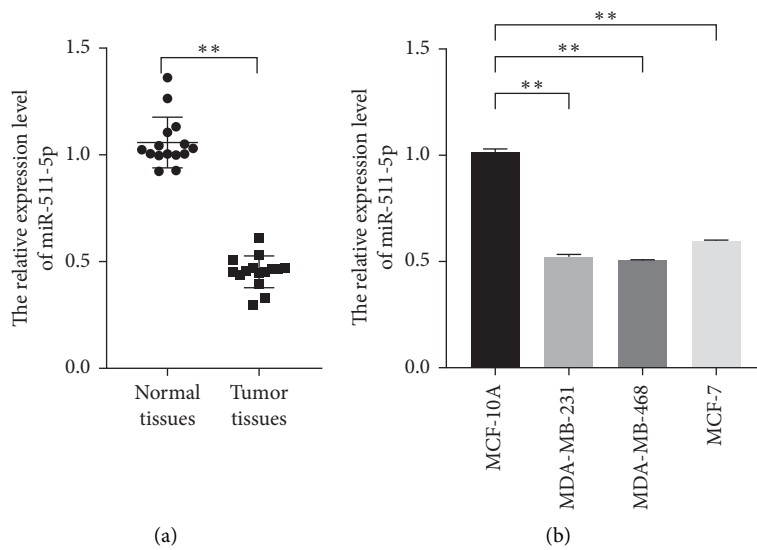 The relative expression level
of miR-511-5p
1.5
1.0
0.5
0.0
**
Normal
tissues
Tumor
tissues
(a)
The relative expression level
of miR-511-5p
1.5
1.0
0.5
0.0
**
**
**
MCF-10A
MDA-MB-231
MDA-MB-468
MCF-7
(b)